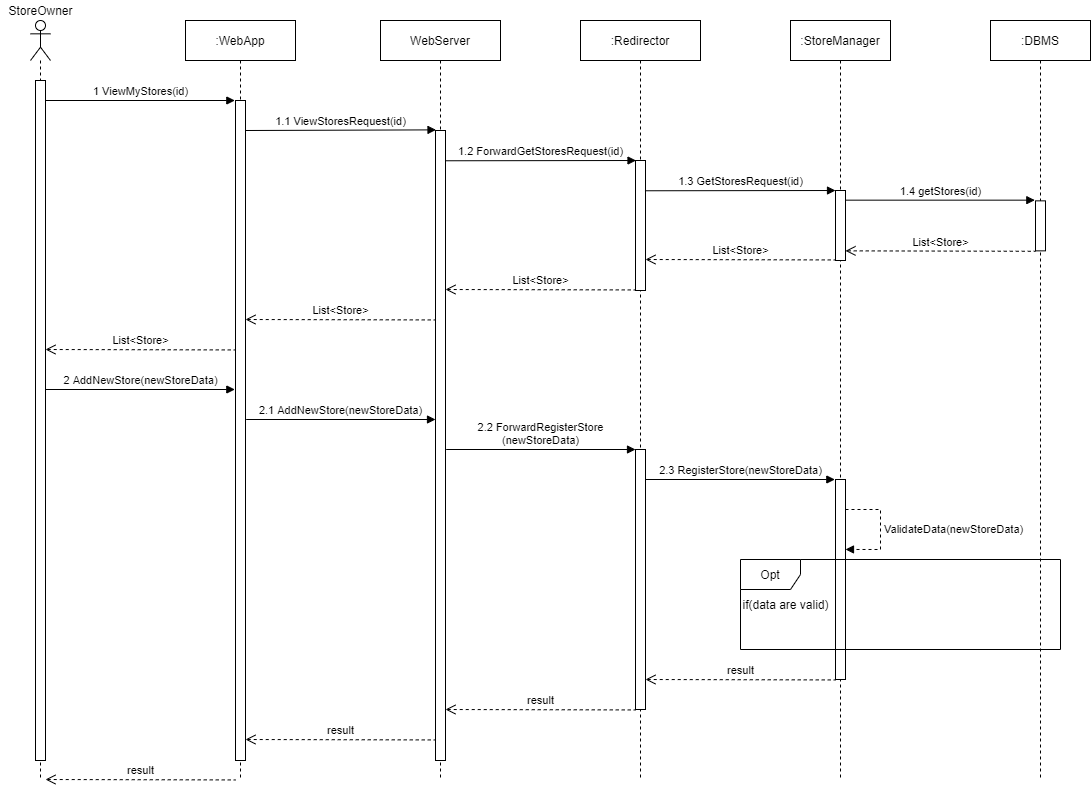 StoreOwner
:WebApp
WebServer
:Redirector
:StoreManager
:DBMS
1 ViewMyStores(id)
1.1 ViewStoresRequest(id)
1.2 ForwardGetStoresRequest(id)
1.3 GetStoresRequest(id)
1.4 getStores(id)
List<Store>
List<Store>
List<Store>
List<Store>
List<Store>
2 AddNewStore(newStoreData)
2.1 AddNewStore(newStoreData)
2.2 ForwardRegisterStore
(newStoreData)
2.3 RegisterStore(newStoreData)
ValidateData(newStoreData)
Opt
if(data are valid)
result
result
result
result